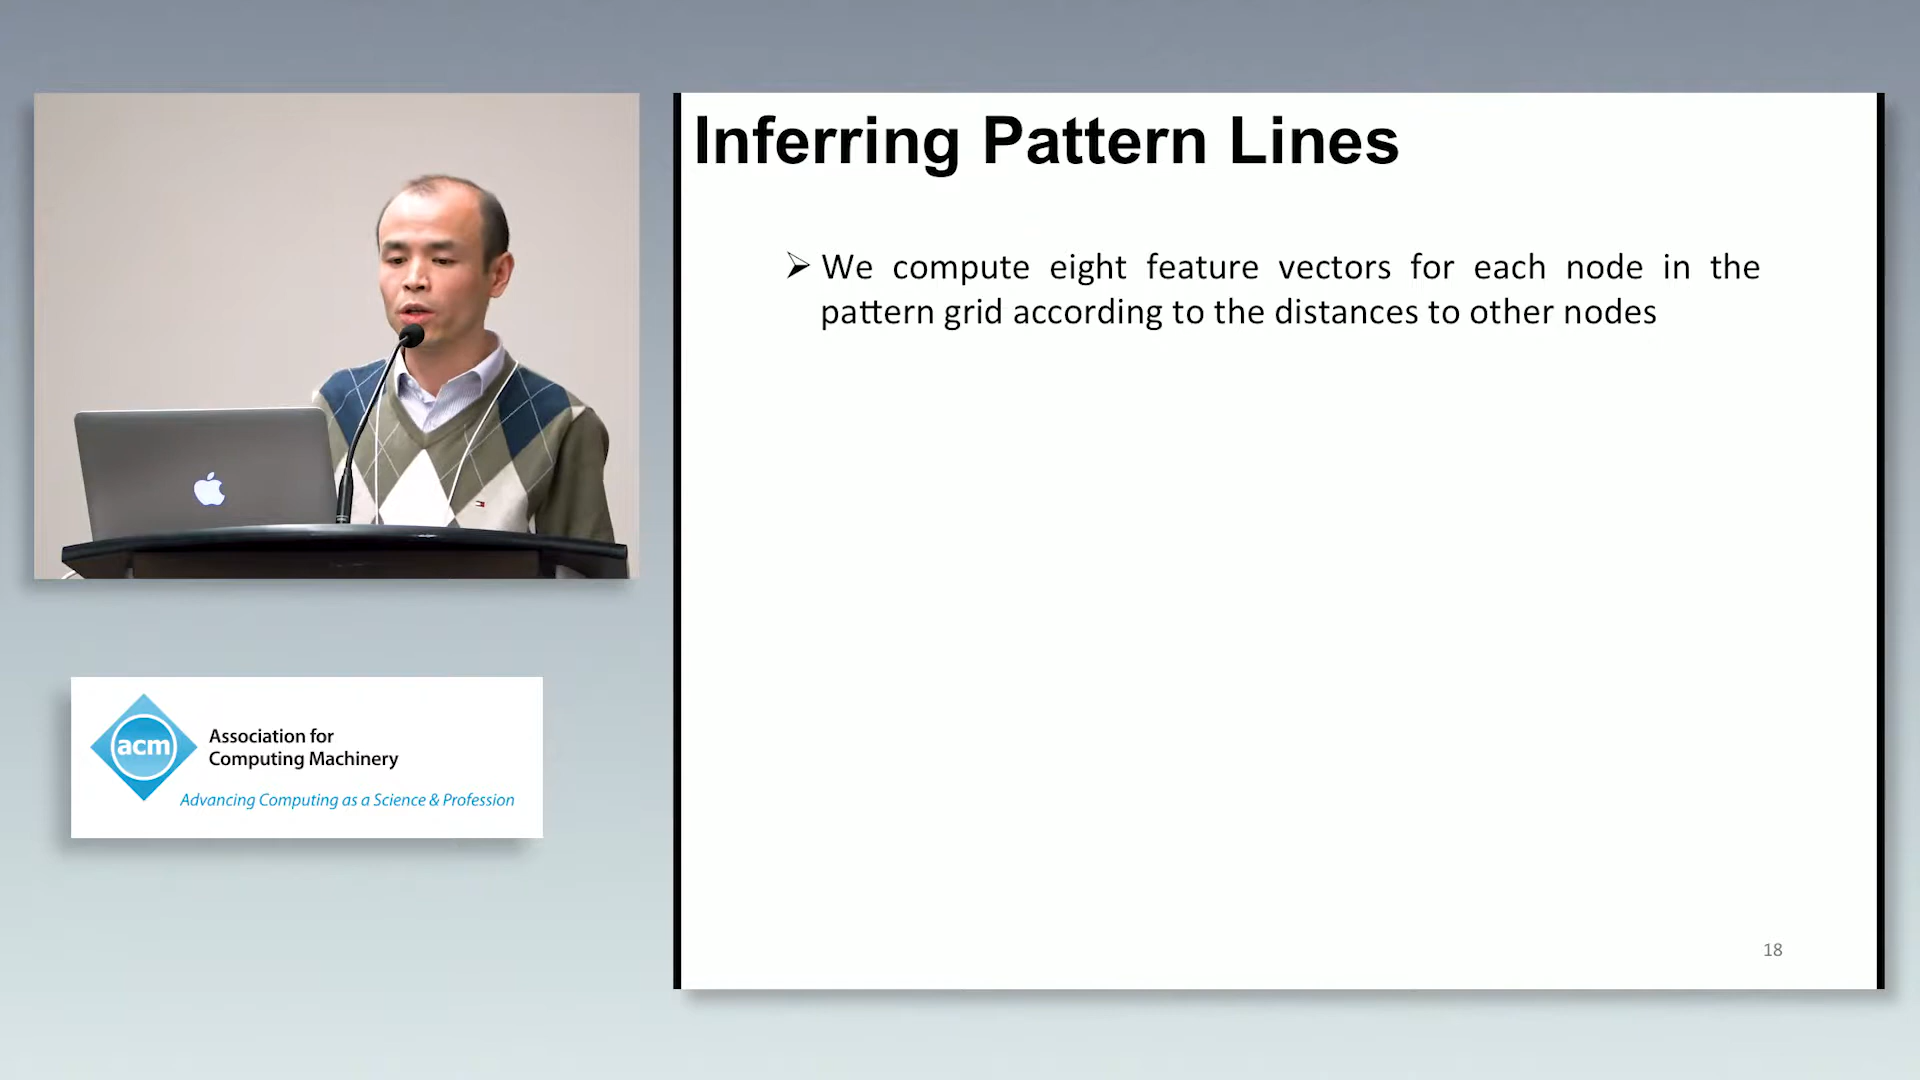 Inferring Pattern Lines
➢ We compute eight feature vectors for each node in the
pattern grid according to the distances to other nodes
18
acm
Association for
Computing Machinery
Advancing Computing as a Science & Profession